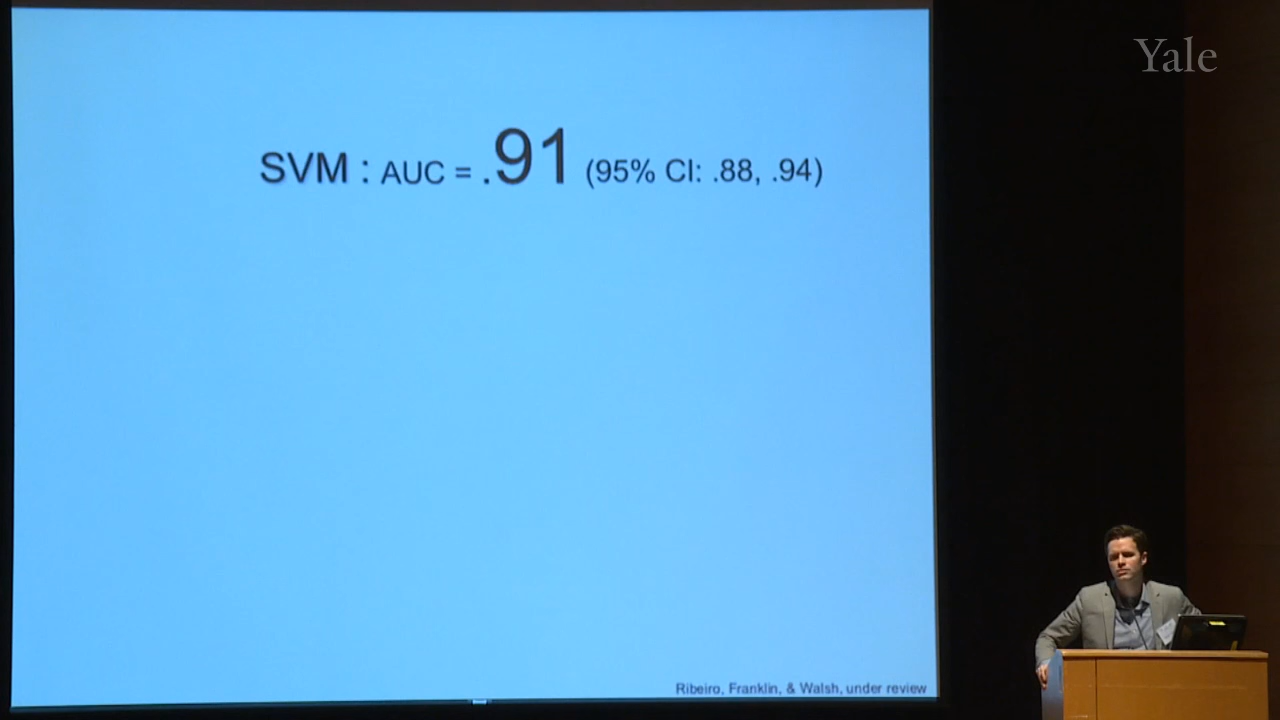 Yale
SVM : AUC = .91 (95% CI: .88, .94)
Ribeiro, Franklin, & Walsh, under review